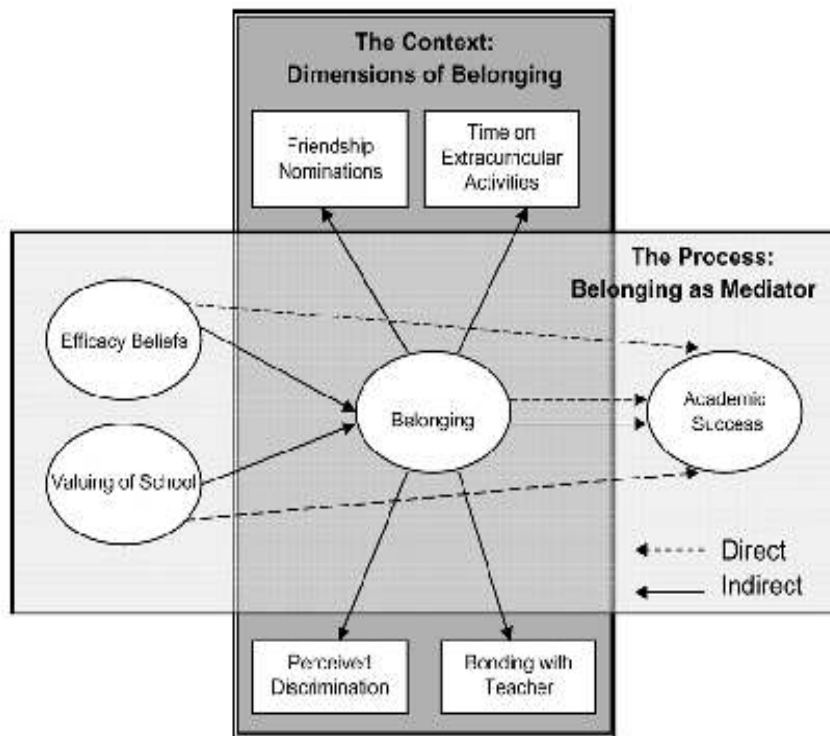 The Context:
Dimensions of Belonging
Friendship
Nominations
Time on
Extracurricular
Activities
The Process:
Belonging as Mediator
Efficacy Beliefs
Valuing of School
Belonging
Academic
Success
Direct
Indirect
Perceived
Discrimination
Bonding with
Teacher